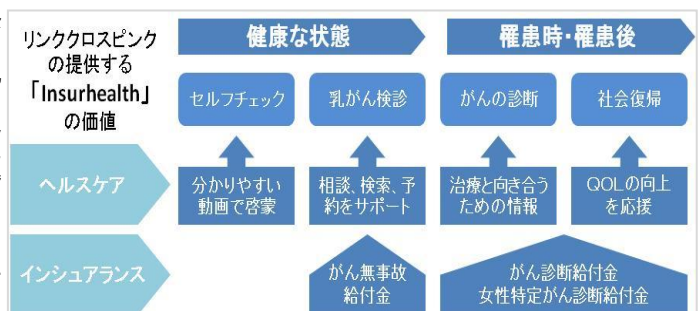 リンククロスピンク
の提供する
「Insurhealth」
の価値
健康な状態
罹患時・罹患後
セルフチェック
乳がん検診
がんの診断
社会復帰
ヘルスケア
分かりやすい
動画で啓蒙
相談、検索、予
約をサポート
治療と向き合う
ための情報
QOLの向上
を応援
インシュアランス
がん無事故
給付金
がん診断給付金
女性特定がん診断給付金